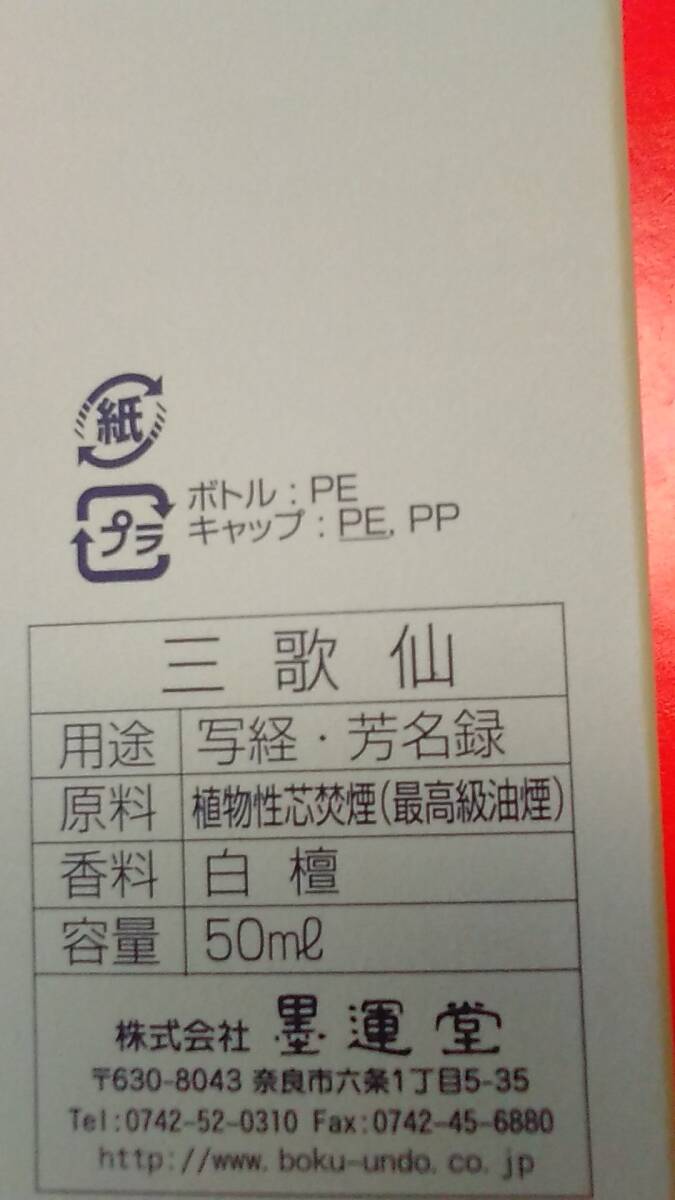 紙
プラ
ボトル : PE
キャップ : PE, PP
三歌仙
用途 写経・芳名録
原料 植物性芯焚煙(最高級油煙)
香料 白檀
容量 50mℓ
株式会社 墨運堂
〒630-8043 奈良市六条1丁目5-35
Tel:0742-52-0310 Fax:0742-45-6880
http://www.boku-undo.co.jp